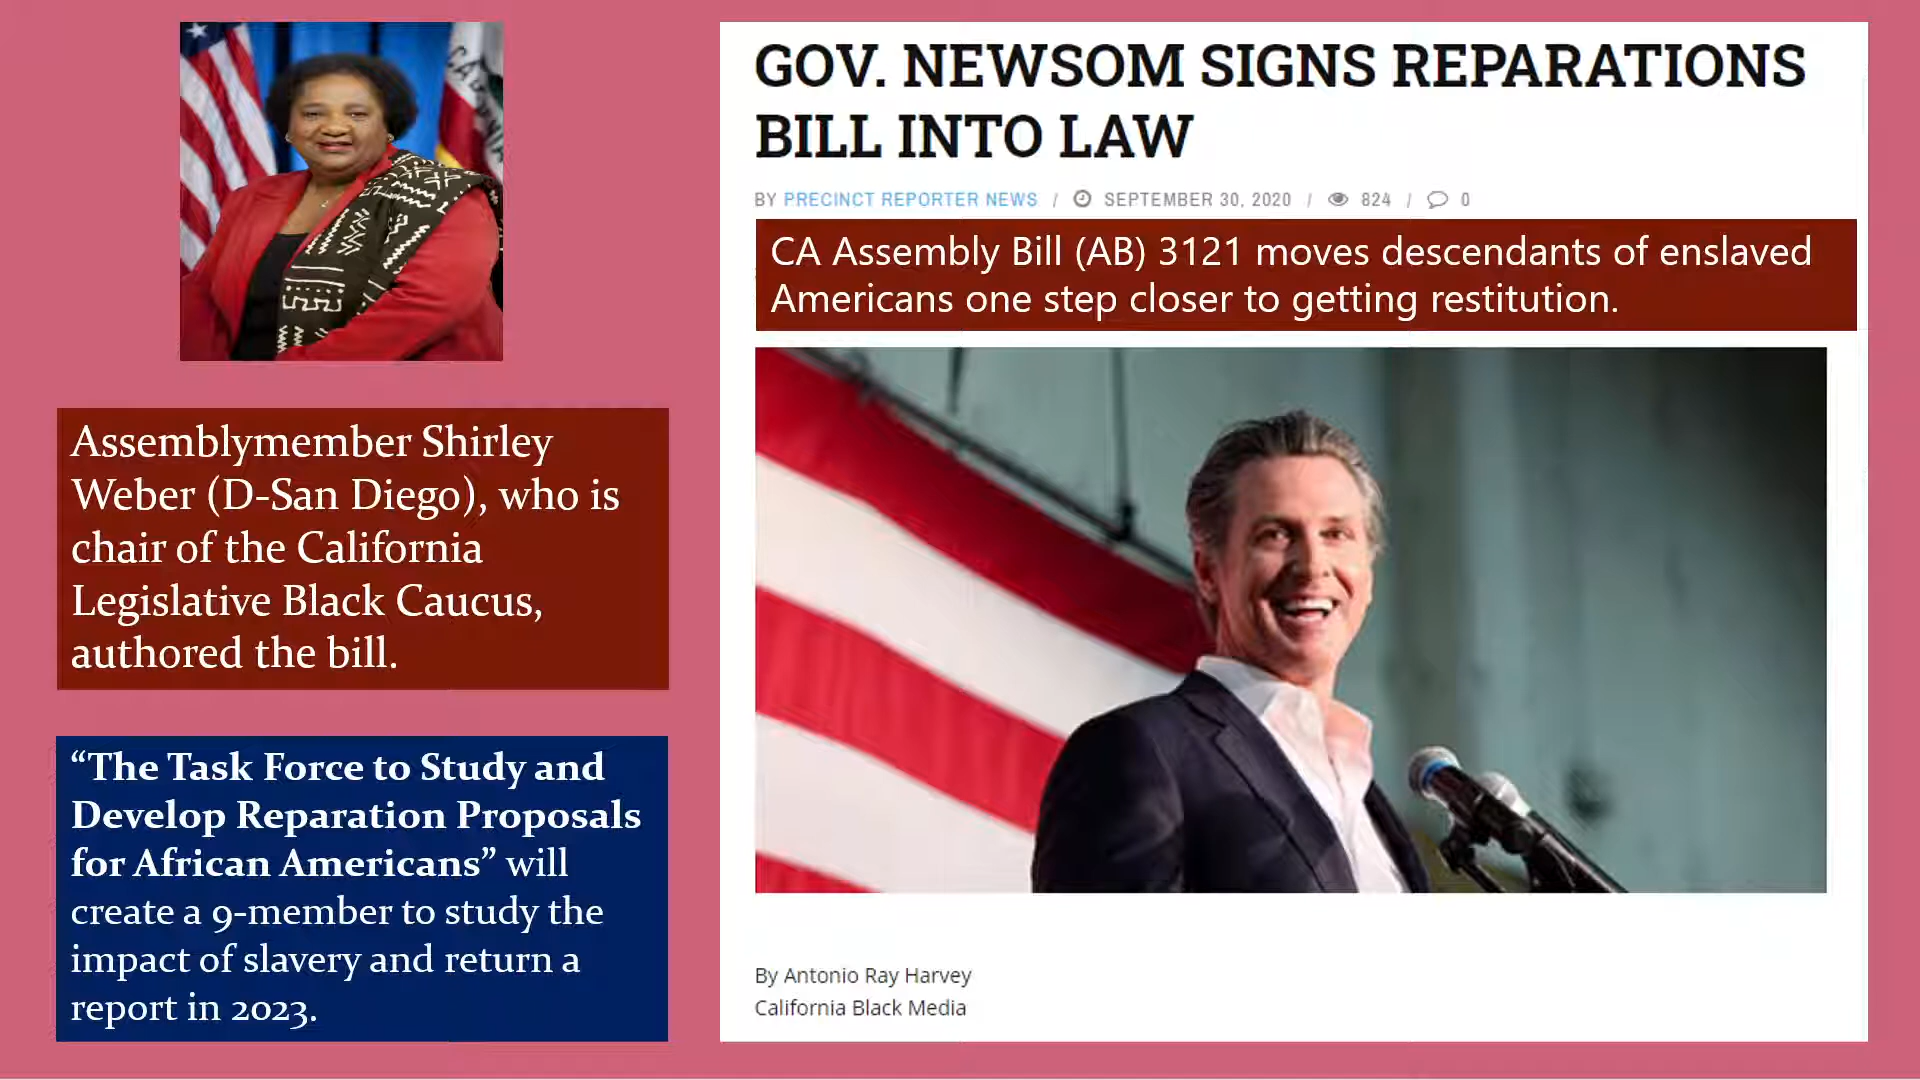 Assemblymember Shirley
Weber (D-San Diego), who is
chair of the California
Legislative Black Caucus,
authored the bill.
“The Task Force to Study and
Develop Reparation Proposals
for African Americans” will
create a 9-member to study the
impact of slavery and return a
report in 2023.
GOV. NEWSOM SIGNS REPARATIONS
BILL INTO LAW
BY PRECINCT REPORTER NEWS / SEPTEMBER 30, 2020 / 824 / 0
CA Assembly Bill (AB) 3121 moves descendants of enslaved
Americans one step closer to getting restitution.
By Antonio Ray Harvey
California Black Media